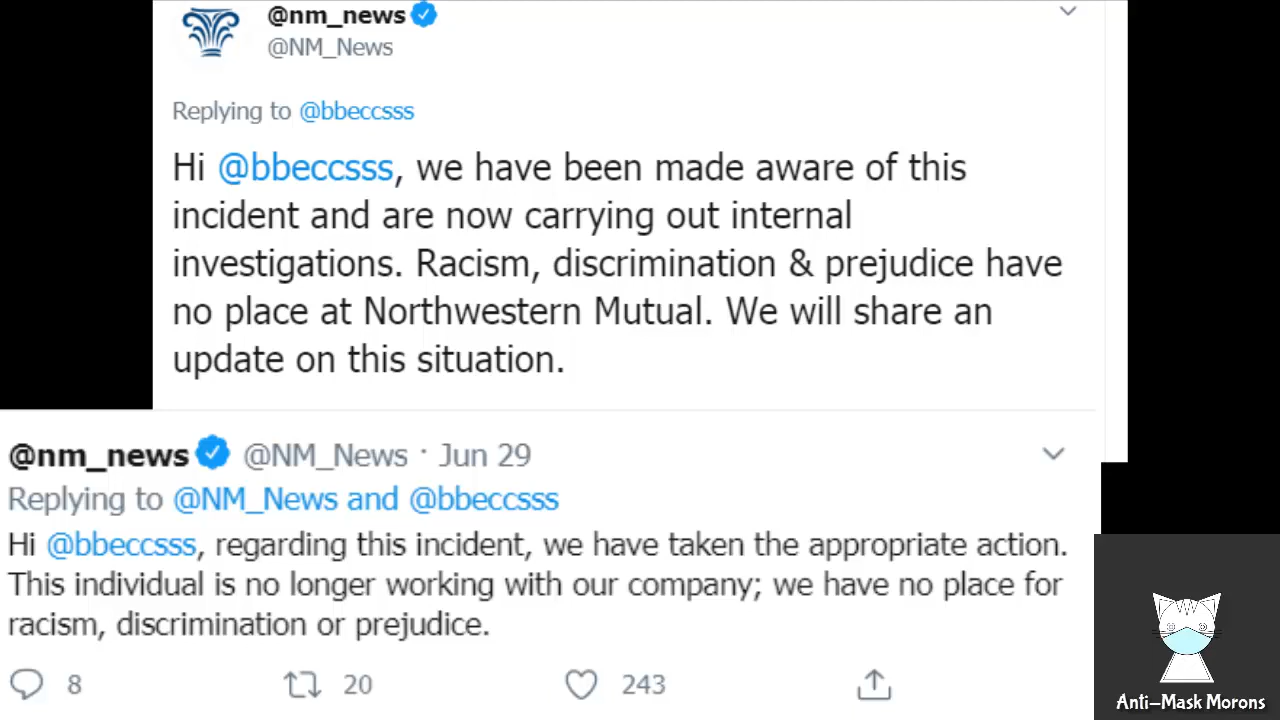 @nm_news
@NM_News
Replying to @bbeccsss
Hi @bbeccsss, we have been made aware of this
incident and are now carrying out internal
investigations. Racism, discrimination & prejudice have
no place at Northwestern Mutual. We will share an
update on this situation.
@nm_news @NM_News · Jun 29
Replying to @NM_News and @bbeccsss
Hi @bbeccsss, regarding this incident, we have taken the appropriate action.
This individual is no longer working with our company; we have no place for
racism, discrimination or prejudice.
8 20 243
Anti-Mask Morons